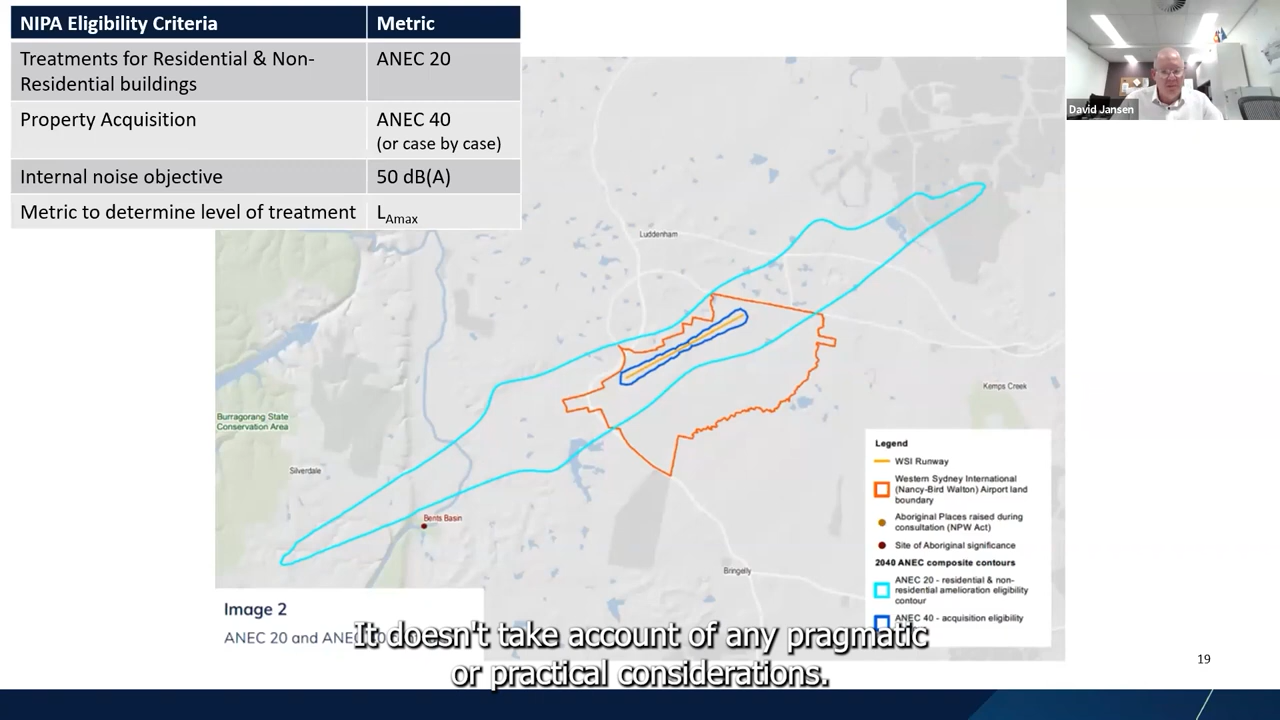 NIPA Eligibility Criteria Metric
Treatments for Residential & Non-
Residential buildings
ANEC 20
Property Acquisition
ANEC 40
(or case by case)
Internal noise objective 50 dB(A)
Metric to determine level of treatment LAmax
David Jansen
Luddenham
Kemps Creek
Burragorang State
Conservation Area
Silverdale
Bents Basin
Bringelly
Legend
WSI Runway
Western Sydney International
(Nancy-Bird Walton) Airport land
boundary
Aboriginal Places raised during
consultation (NPW Act)
Site of Aboriginal significance
2040 ANEC composite contours
ANEC 20 - residential & non-
residential amelioration eligibility
contour
ANEC 40 - acquisition eligibility
Image 2
ANEC 20 and ANEC
It doesn't take account of any pragmatic
or practical considerations.
19